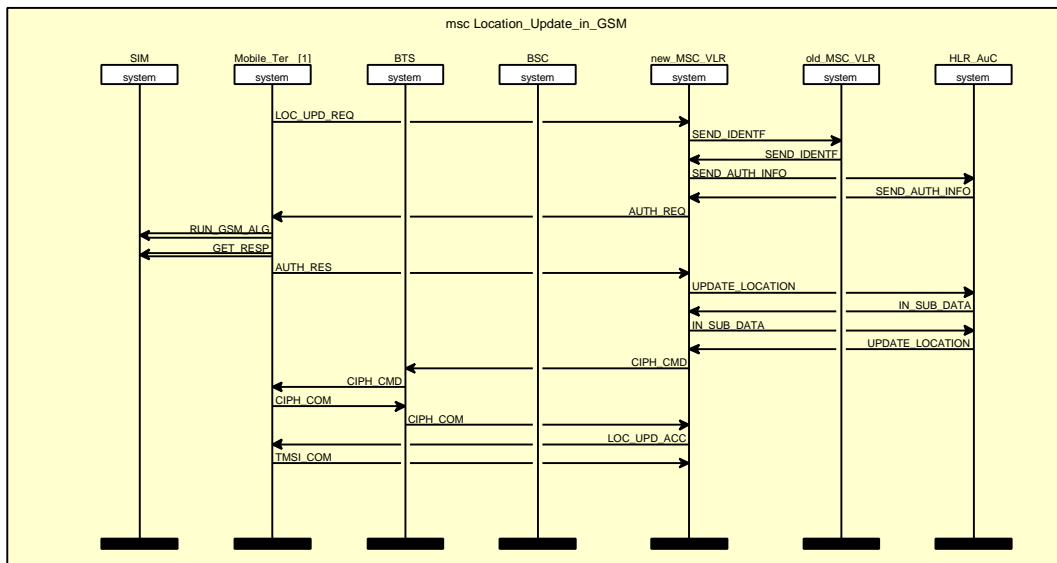 msc Location_Update_in_GSM
SIM Mobile_Ter [1] BTS BSC new_MSC_VLR old_MSC_VLR HLR_AuC
system system system system system system system
LOC_UPD_REQ
SEND_IDENTF
SEND_IDENTF
SEND_AUTH_INFO
SEND_AUTH_INFO
AUTH_REQ
RUN_GSM_ALG
GET_RESP
AUTH_RES
UPDATE_LOCATION
IN_SUB_DATA
IN_SUB_DATA
UPDATE_LOCATION
CIPH_CMD
CIPH_CMD
CIPH_COM
CIPH_COM
LOC_UPD_ACC
TMSI_COM